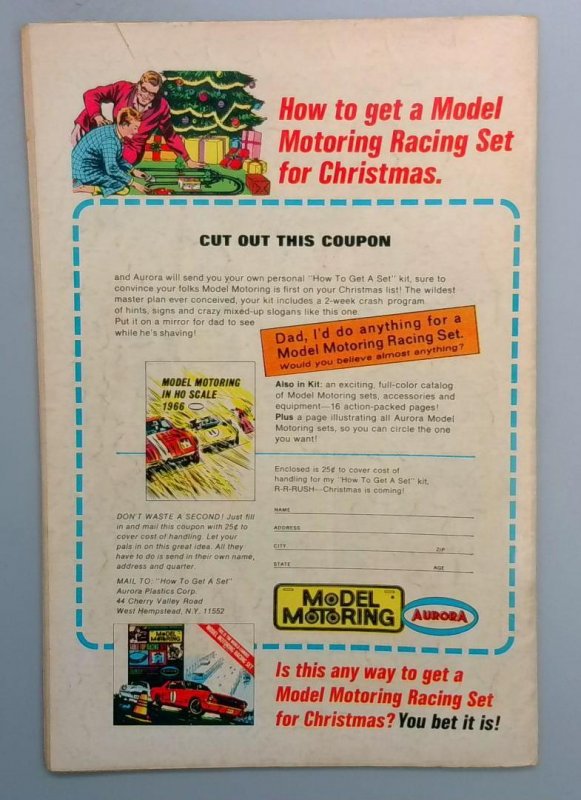 How to get a Model
Motoring Racing Set
for Christmas.
CUT OUT THIS COUPON
and Aurora will send you your own personal "How To Get A Set" kit, sure to
convince your folks Model Motoring is first on your Christmas list! The wildest
master plan ever conceived, your kit includes a 2-week crash program
of hints, signs and crazy mixed-up slogans like this one.
Put it on a mirror for dad to see
while he's shaving!
Dad, I'd do anything for a
Model Motoring Racing Set.
Would you believe almost anything?
MODEL MOTORING
IN HO SCALE
1966
Also in Kit: an exciting, full-color catalog
of Model Motoring sets, accessories and
equipment—16 action-packed pages!
Plus a page illustrating all Aurora Model
Motoring sets, so you can circle the one
you want!
Enclosed is 25¢ to cover cost of
handling for my "How To Get A Set" kit,
R-R-RUSH—Christmas is coming!
DON'T WASTE A SECOND! Just fill
in and mail this coupon with 25¢ to
cover cost of handling. Let your
pals in on this great idea. All they
have to do is send in their own name,
address and quarter.
MAIL TO: "How To Get A Set"
Aurora Plastics Corp.
44 Cherry Valley Road
West Hempstead, N.Y. 11552
NAME
ADDRESS
CITY ZIP
STATE AGE
MODEL
MOTORING
AURORA
MODEL
MOTORING
Is this any way to get a
Model Motoring Racing Set
for Christmas? You bet it is!